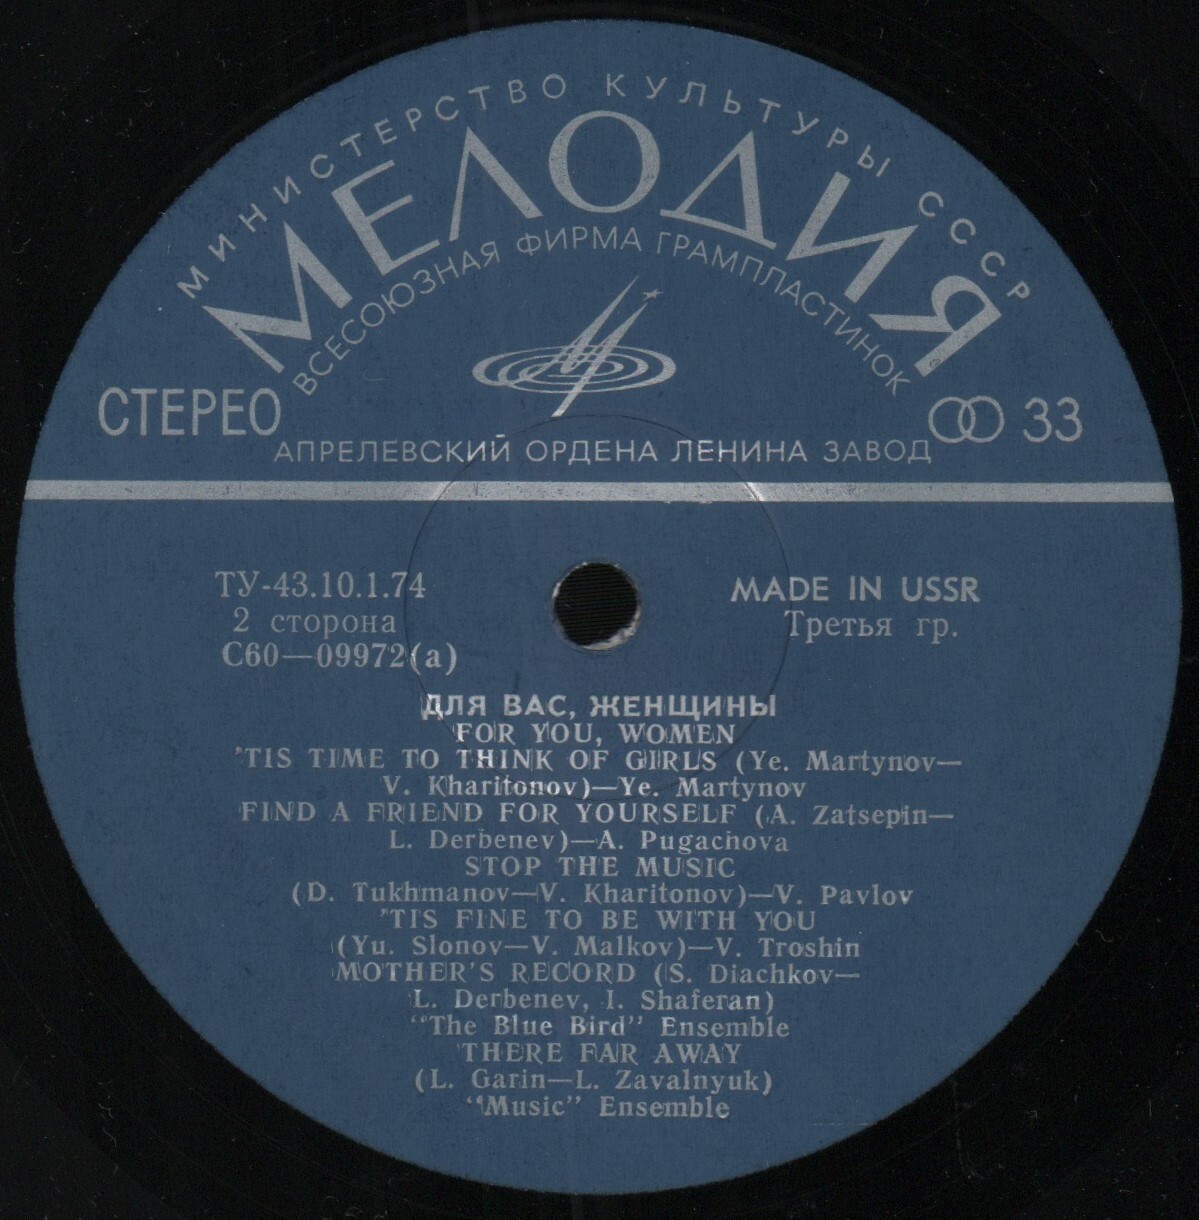 МИНИСТЕРСТВО КУЛЬТУРЫ СССР
МЕЛОДИЯ
ВСЕСОЮЗНАЯ ФИРМА ГРАМПЛАСТИНОК
СТЕРЕО
33
АПРЕЛЕВСКИЙ ОРДЕНА ЛЕНИНА ЗАВОД
ТУ-43.10.1.74
2 сторона
С60—09972(а)
MADE IN USSR
Третья гр.
ДЛЯ ВАС, ЖЕНЩИНЫ
FOR YOU, WOMEN
'TIS TIME TO THINK OF GIRLS (Ye. Martynov—
V. Kharitonov)—Ye. Martynov
FIND A FRIEND FOR YOURSELF (A. Zatsepin—
L. Derbenev)—A. Pugachova
STOP THE MUSIC
(D. Tukhmanov—V. Kharitonov)—V. Pavlov
'TIS FINE TO BE WITH YOU
(Yu. Slonov—V. Malkov)—V. Troshin
MOTHER'S RECORD (S. Diachkov—
L. Derbenev, I. Shaferan)
"The Blue Bird" Ensemble
THERE FAR AWAY
(L. Garin—L. Zavalnyuk)
"Music" Ensemble